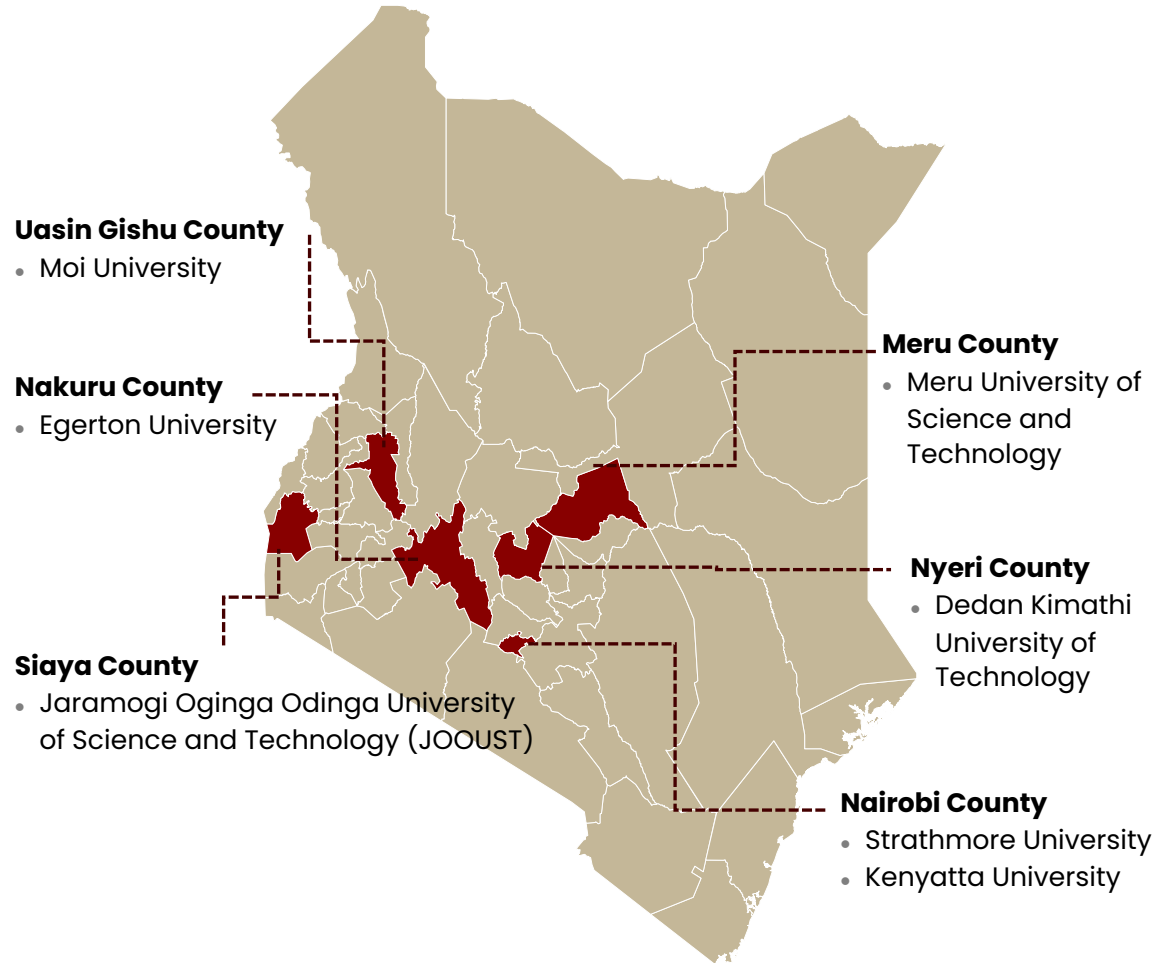 Uasin Gishu County
• Moi University
Nakuru County
• Egerton University
Siaya County
• Jaramogi Oginga Odinga University
of Science and Technology (JOOUST)
Meru County
• Meru University of
Science and
Technology
Nyeri County
• Dedan Kimathi
University of
Technology
Nairobi County
• Strathmore University
• Kenyatta University